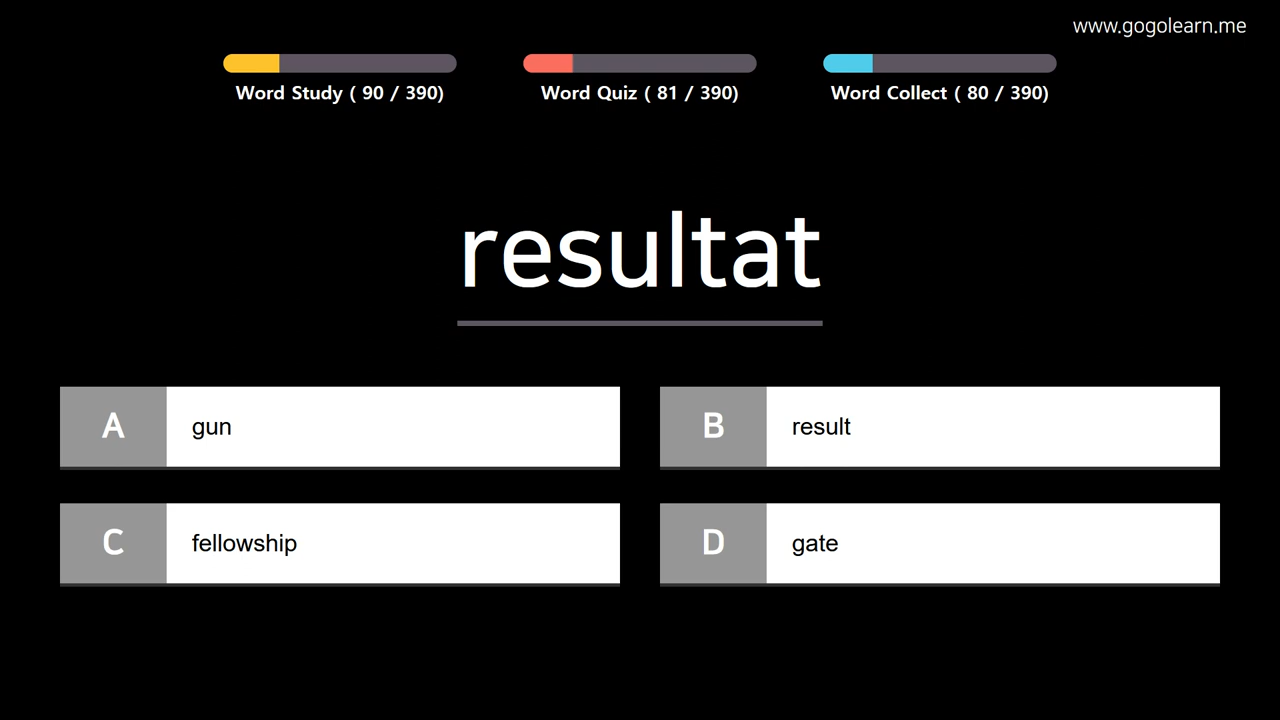 www.gogolearn.me
Word Study ( 90 / 390)
Word Quiz ( 81 / 390)
Word Collect ( 80 / 390)
resultat
A gun
B result
C fellowship
D gate